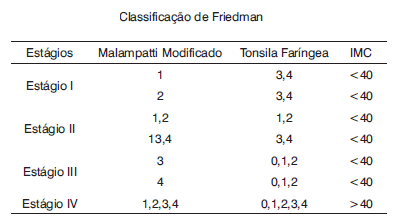 Classificação de Friedman
Estágios Malampatti Modificado Tonsila Faríngea IMC
Estágio I 1 3,4 <40
2 3,4 <40
Estágio II 1,2 1,2 <40
13,4 3,4 <40
Estágio III 3 0,1,2 <40
4 0,1,2 <40
Estágio IV 1,2,3,4 0,1,2,3,4 >40